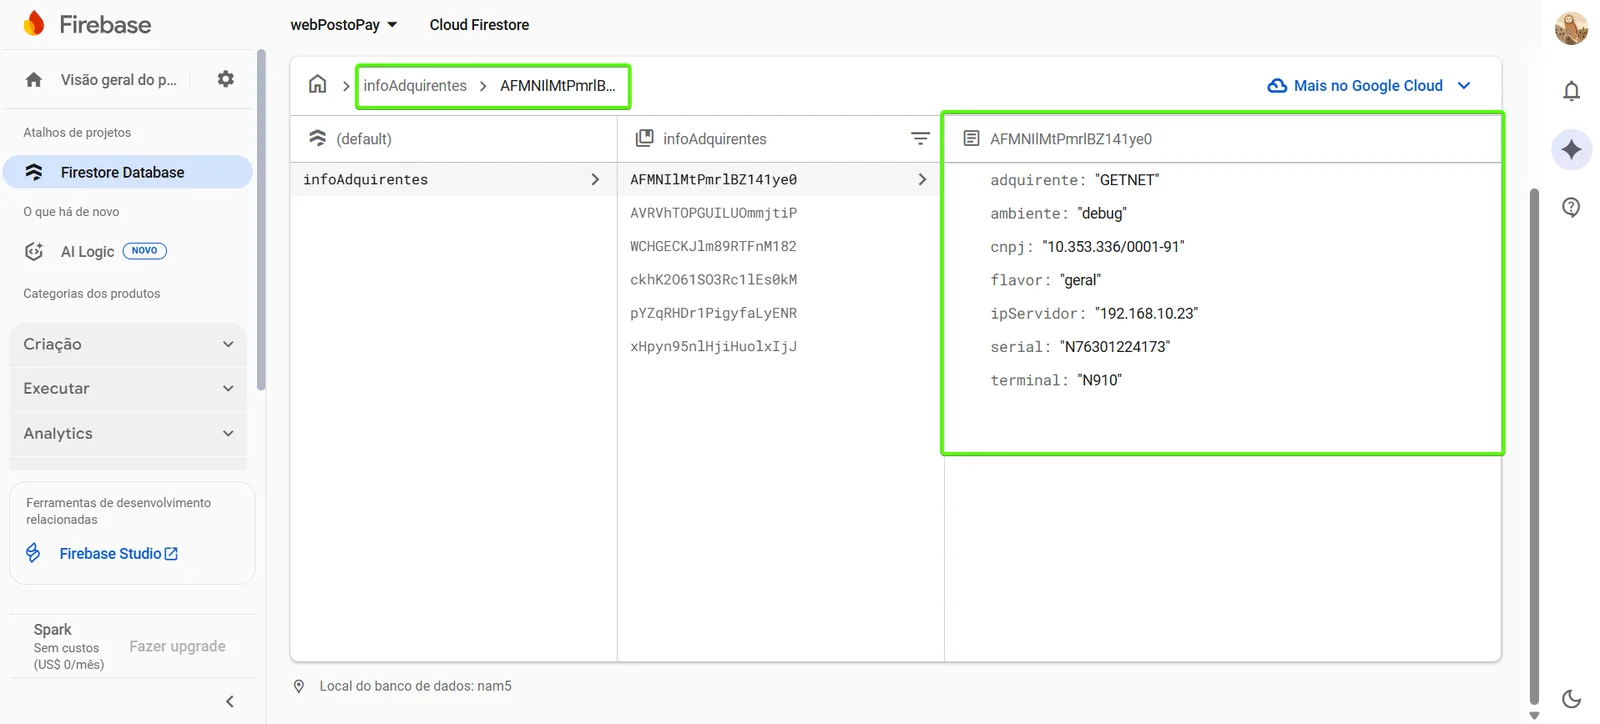 Firebase
webPostoPay
Cloud Firestore
Visão geral do p...
Atalhos de projetos
Firestore Database
O que há de novo
AI Logic NOVO
Categorias dos produtos
Criação
Executar
Analytics
Ferramentas de desenvolvimento
relacionadas
Firebase Studio
Spark
Sem custos
(US$ 0/mês)
Fazer upgrade
infoAdquirentes > AFMNIlMtPmrlB...
Mais no Google Cloud
(default)
infoAdquirentes
infoAdquirentes
AFMNIlMtPmrlBZ141ye0
AVRVhTOPGUILUOmmjtiP
WCHGECKJlm89RTFnM182
ckhK2O61SO3Rc1lEs0kM
pYZqRHDr1PigyfaLyENR
xHpyn95nlHjiHuolxIjJ
AFMNIlMtPmrlBZ141ye0
adquirente: "GETNET"
ambiente: "debug"
cnpj: "10.353.336/0001-91"
flavor: "geral"
ipServidor: "192.168.10.23"
serial: "N76301224173"
terminal: "N910"
Local do banco de dados: nam5